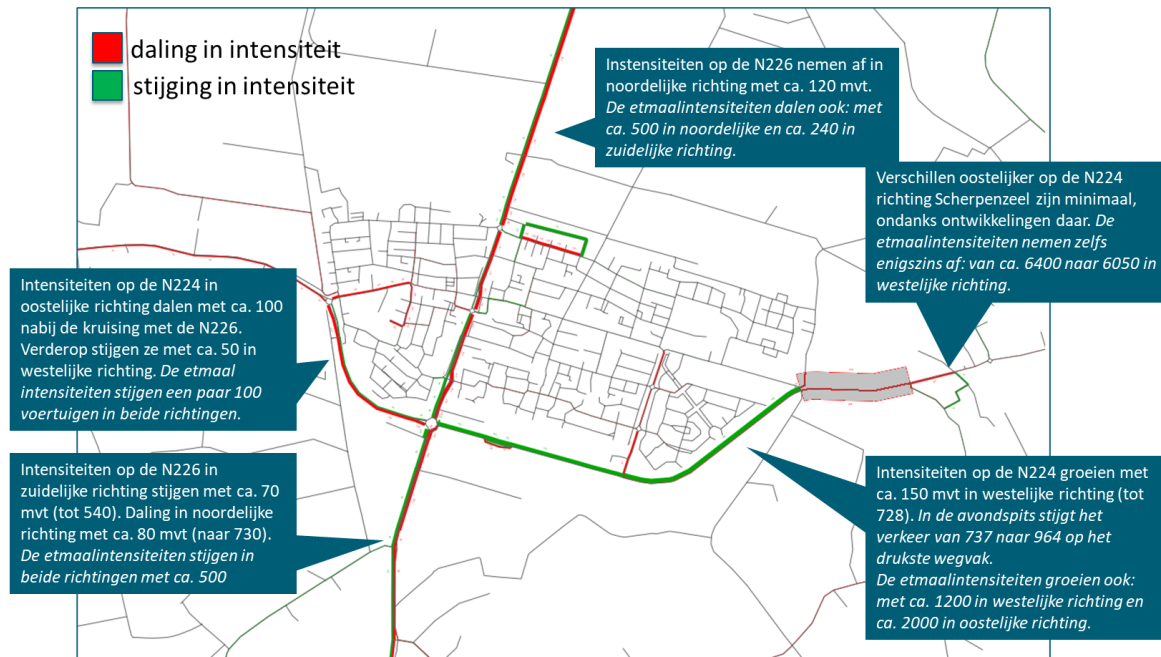 daling in intensiteit
stijging in intensiteit
Instensiteiten op de N226 nemen af in
noordelijke richting met ca. 120 mvt.
De etmaalintensiteiten dalen ook: met
ca. 500 in noordelijke en ca. 240 in
zuidelijke richting.
Verschillen oostelijker op de N224
richting Scherpenzeel zijn minimaal,
ondanks ontwikkelingen daar. De
etmaalintensiteiten nemen zelfs
enigszins af: van ca. 6400 naar 6050 in
westelijke richting.
Intensiteiten op de N224 in
oostelijke richting dalen met ca. 100
nabij de kruising met de N226.
Verderop stijgen ze met ca. 50 in
westelijke richting. De etmaal
intensiteiten stijgen een paar 100
voertuigen in beide richtingen.
Intensiteiten op de N226 in
zuidelijke richting stijgen met ca. 70
mvt (tot 540). Daling in noordelijke
richting met ca. 80 mvt (naar 730).
De etmaalintensiteiten stijgen in
beide richtingen met ca. 500
Intensiteiten op de N224 groeien met
ca. 150 mvt in westelijke richting (tot
728). In de avondspits stijgt het
verkeer van 737 naar 964 op het
drukste wegvak.
De etmaalintensiteiten groeien ook:
met ca. 1200 in westelijke richting en
ca. 2000 in oostelijke richting.